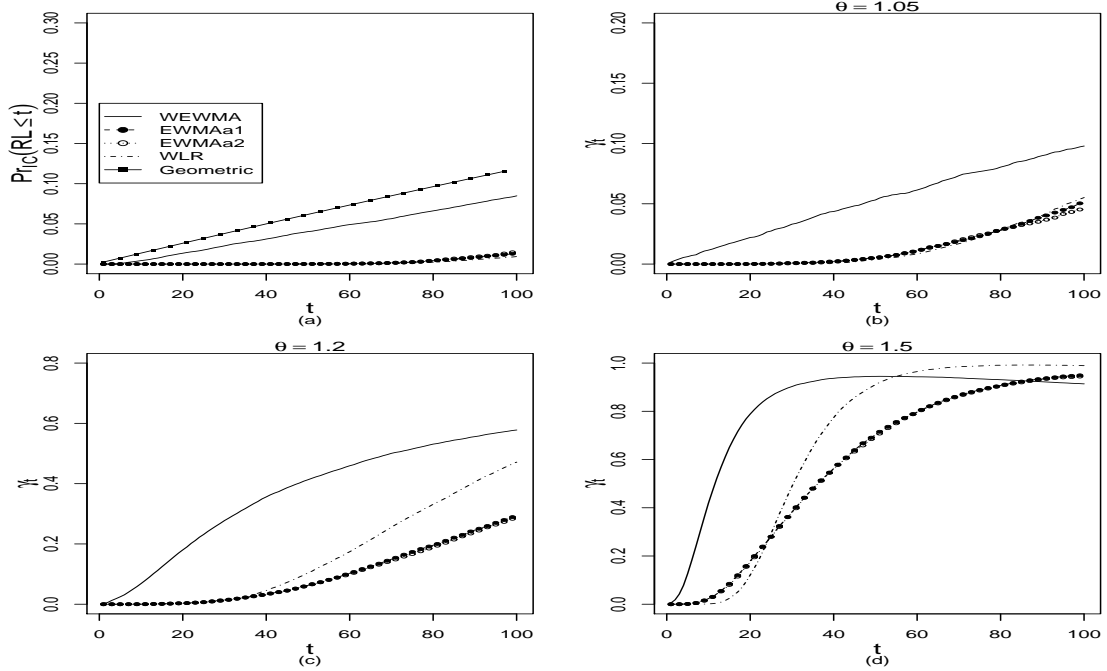 Pr_IC(RL ≤ t)
0.00 0.05 0.10 0.15 0.20 0.25 0.30
WEWMA
EWMAa1
EWMAa2
WLR
Geometric
0 20 40 60 80 100
t
(a)
θ = 1.05
γt
0.00 0.05 0.10 0.15 0.20
0 20 40 60 80 100
t
(b)
θ = 1.2
γt
0.0 0.2 0.4 0.6 0.8
0 20 40 60 80 100
t
(c)
θ = 1.5
γt
0.0 0.2 0.4 0.6 0.8 1.0
0 20 40 60 80 100
t
(d)